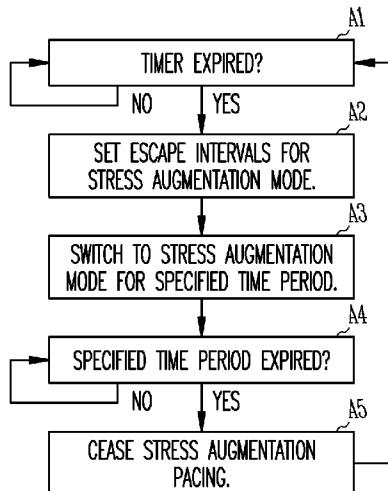 A1
TIMER EXPIRED?
NO YES
A2
SET ESCAPE INTERVALS FOR
STRESS AUGMENTATION MODE.
A3
SWITCH TO STRESS AUGMENTATION
MODE FOR SPECIFIED TIME PERIOD.
A4
SPECIFIED TIME PERIOD EXPIRED?
NO YES
A5
CEASE STRESS AUGMENTATION
PACING.